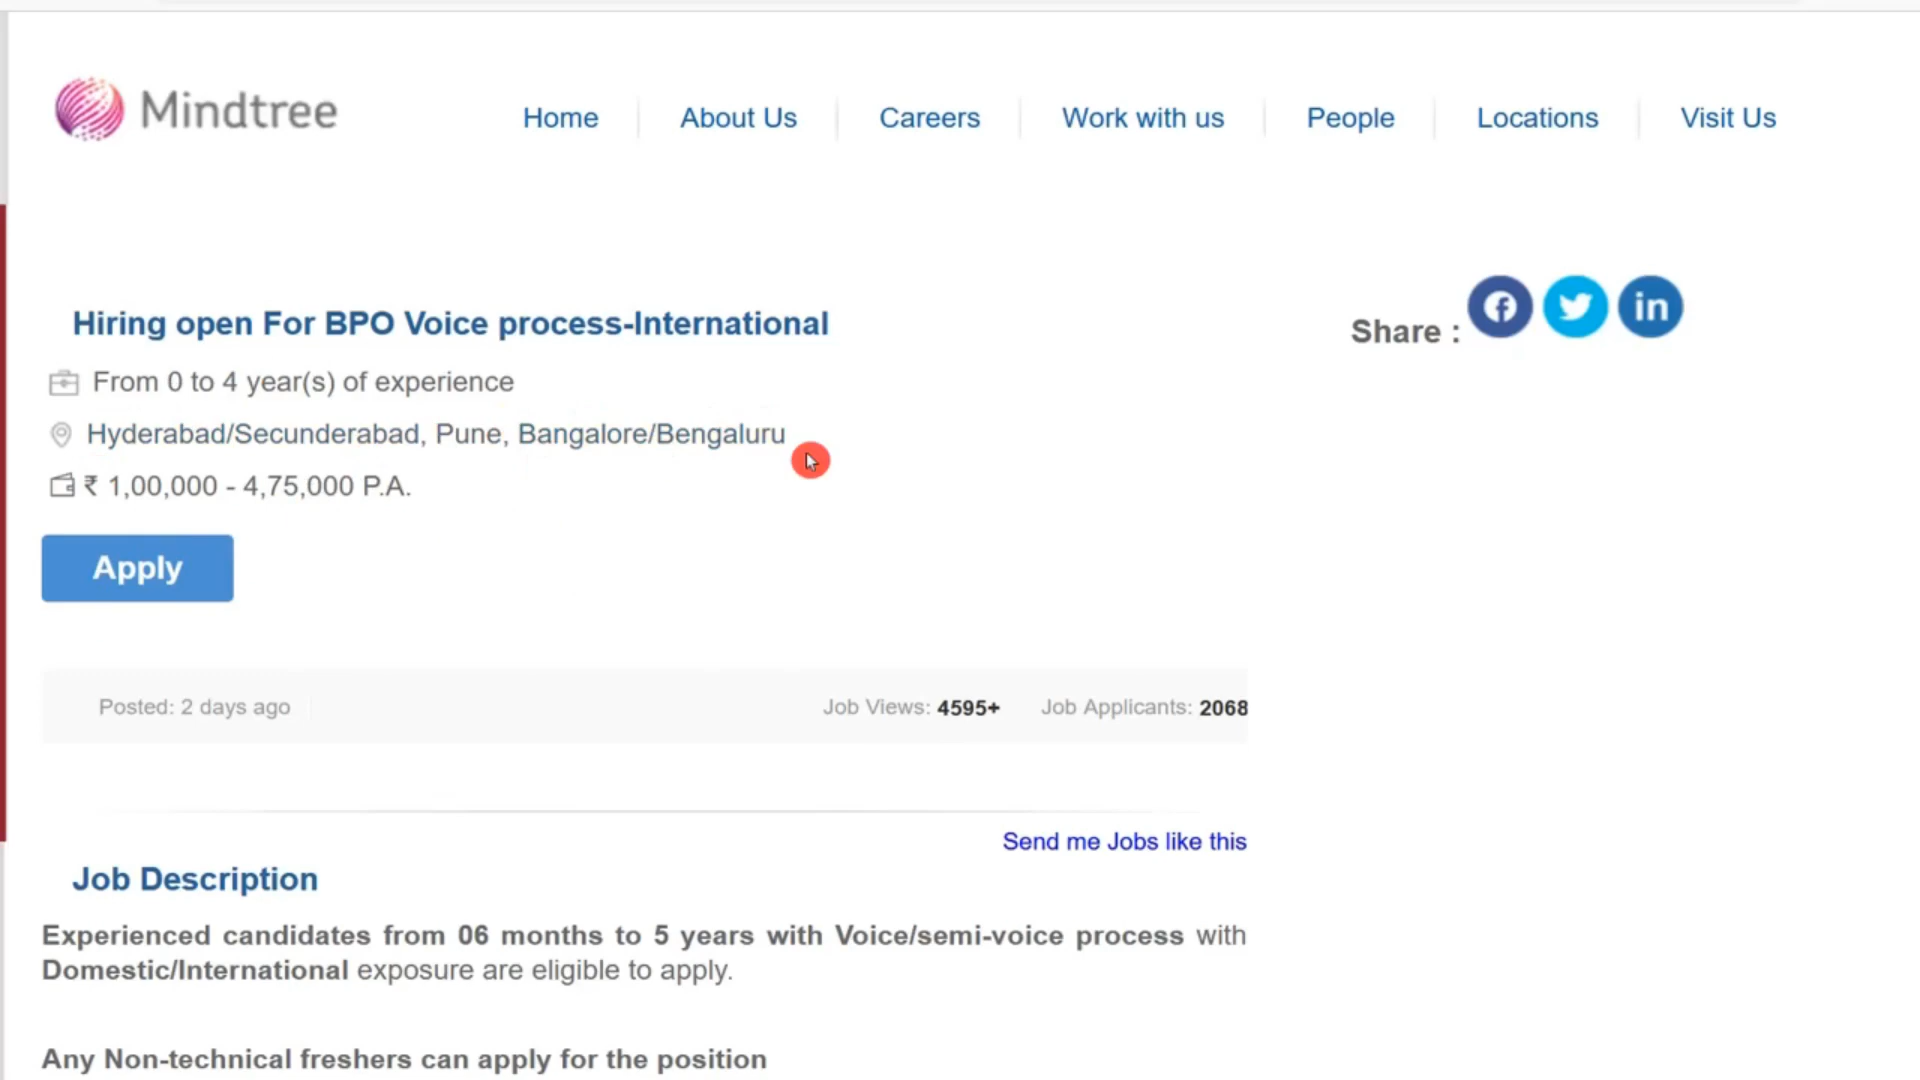 Mindtree
Home
About Us
Careers
Work with us
People
Locations
Visit Us
Hiring open For BPO Voice process-International
Share :
From 0 to 4 year(s) of experience
Hyderabad/Secunderabad, Pune, Bangalore/Bengaluru
₹ 1,00,000 - 4,75,000 P.A.
Apply
Posted: 2 days ago
Job Views: 4595+
Job Applicants: 2068
Send me Jobs like this
Job Description
Experienced candidates from 06 months to 5 years with Voice/semi-voice process with
Domestic/International exposure are eligible to apply.
Any Non-technical freshers can apply for the position